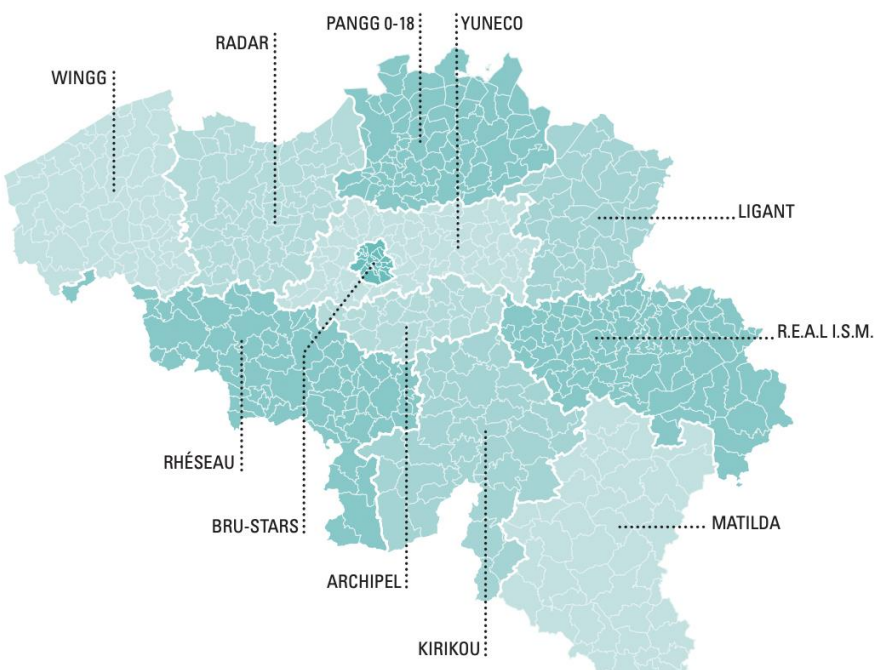 PANGG 0-18
YUNECO
RADAR
WINGG
LIGANT
R.E.A.L I.S.M.
RHÉSEAU
BRU-STARS
MATILDA
ARCHIPEL
KIRIKOU